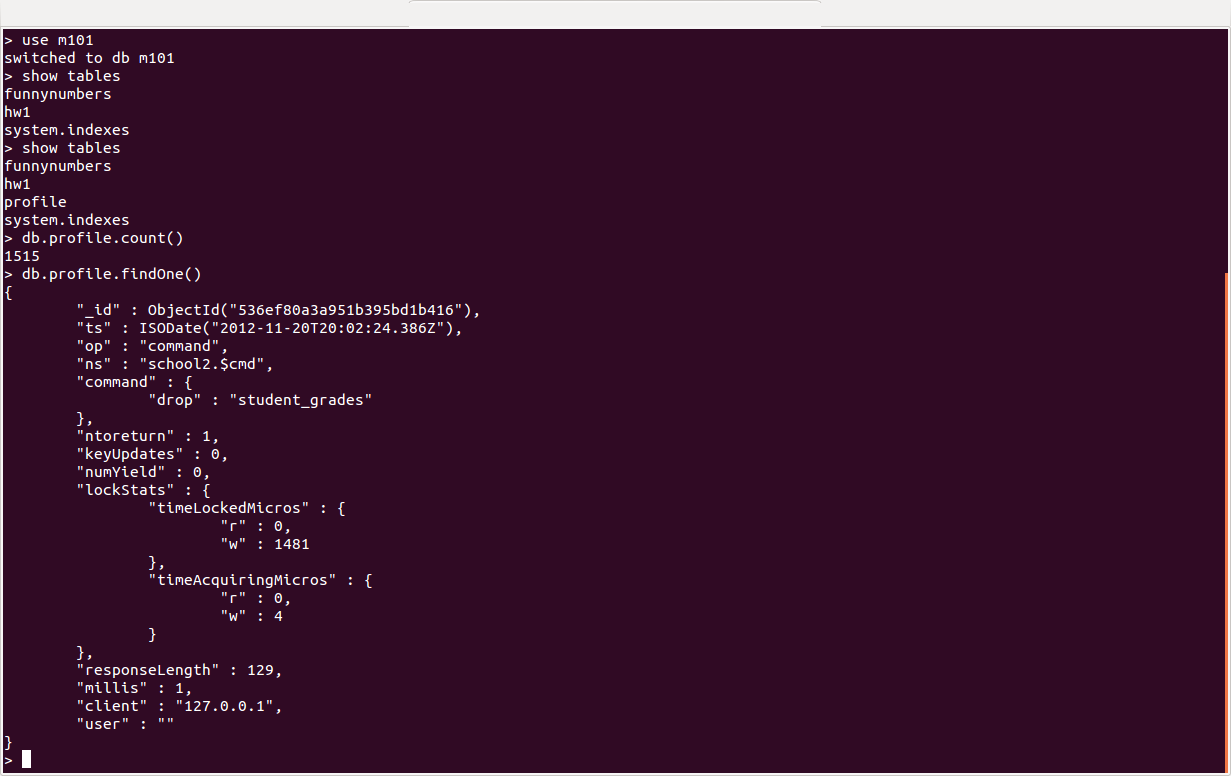 > use m101
switched to db m101
> show tables
funnynumbers
hw1
system.indexes
> show tables
funnynumbers
hw1
profile
system.indexes
> db.profile.count()
1515
> db.profile.findOne()
{
        "_id" : ObjectId("536ef80a3a951b395bd1b416"),
        "ts" : ISODate("2012-11-20T20:02:24.386Z"),
        "op" : "command",
        "ns" : "school2.$cmd",
        "command" : {
                "drop" : "student_grades"
        },
        "ntoreturn" : 1,
        "keyUpdates" : 0,
        "numYield" : 0,
        "lockStats" : {
                "timeLockedMicros" : {
                        "r" : 0,
                        "w" : 1481
                },
                "timeAcquiringMicros" : {
                        "r" : 0,
                        "w" : 4
                }
        },
        "responseLength" : 129,
        "millis" : 1,
        "client" : "127.0.0.1",
        "user" : ""
}
>